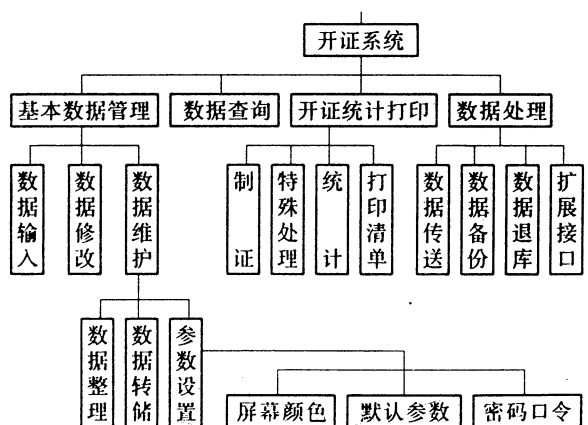 开证系统
基本数据管理
数据查询
开证统计打印
数据处理
数据输入
数据修改
数据维护
制证
特殊处理
统计
打印清单
数据传送
数据备份
数据退库
扩展接口
数据整理
数据转储
参数设置
屏幕颜色
默认参数
密码口令